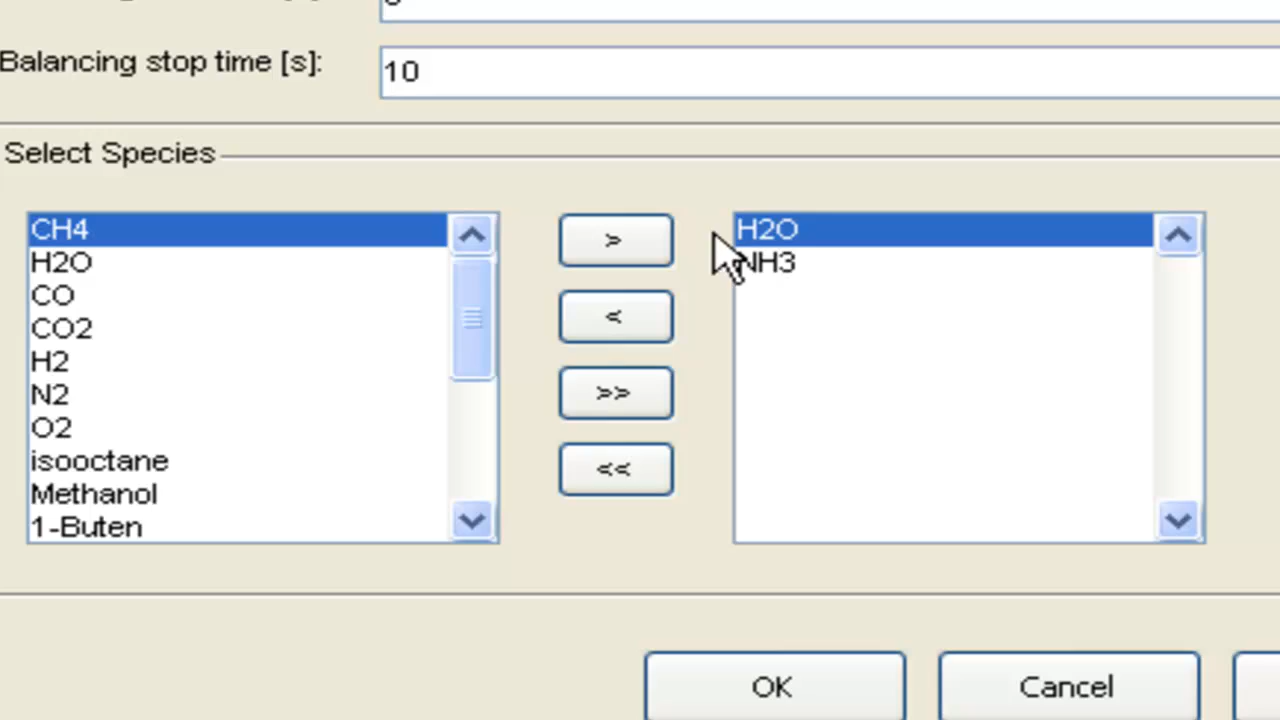 Balancing stop time [s]:
10
Select Species
CH4
H2O
CO
CO2
H2
N2
O2
isooctane
Methanol
1-Buten
>
<
>>
<<
H2O
NH3
OK
Cancel